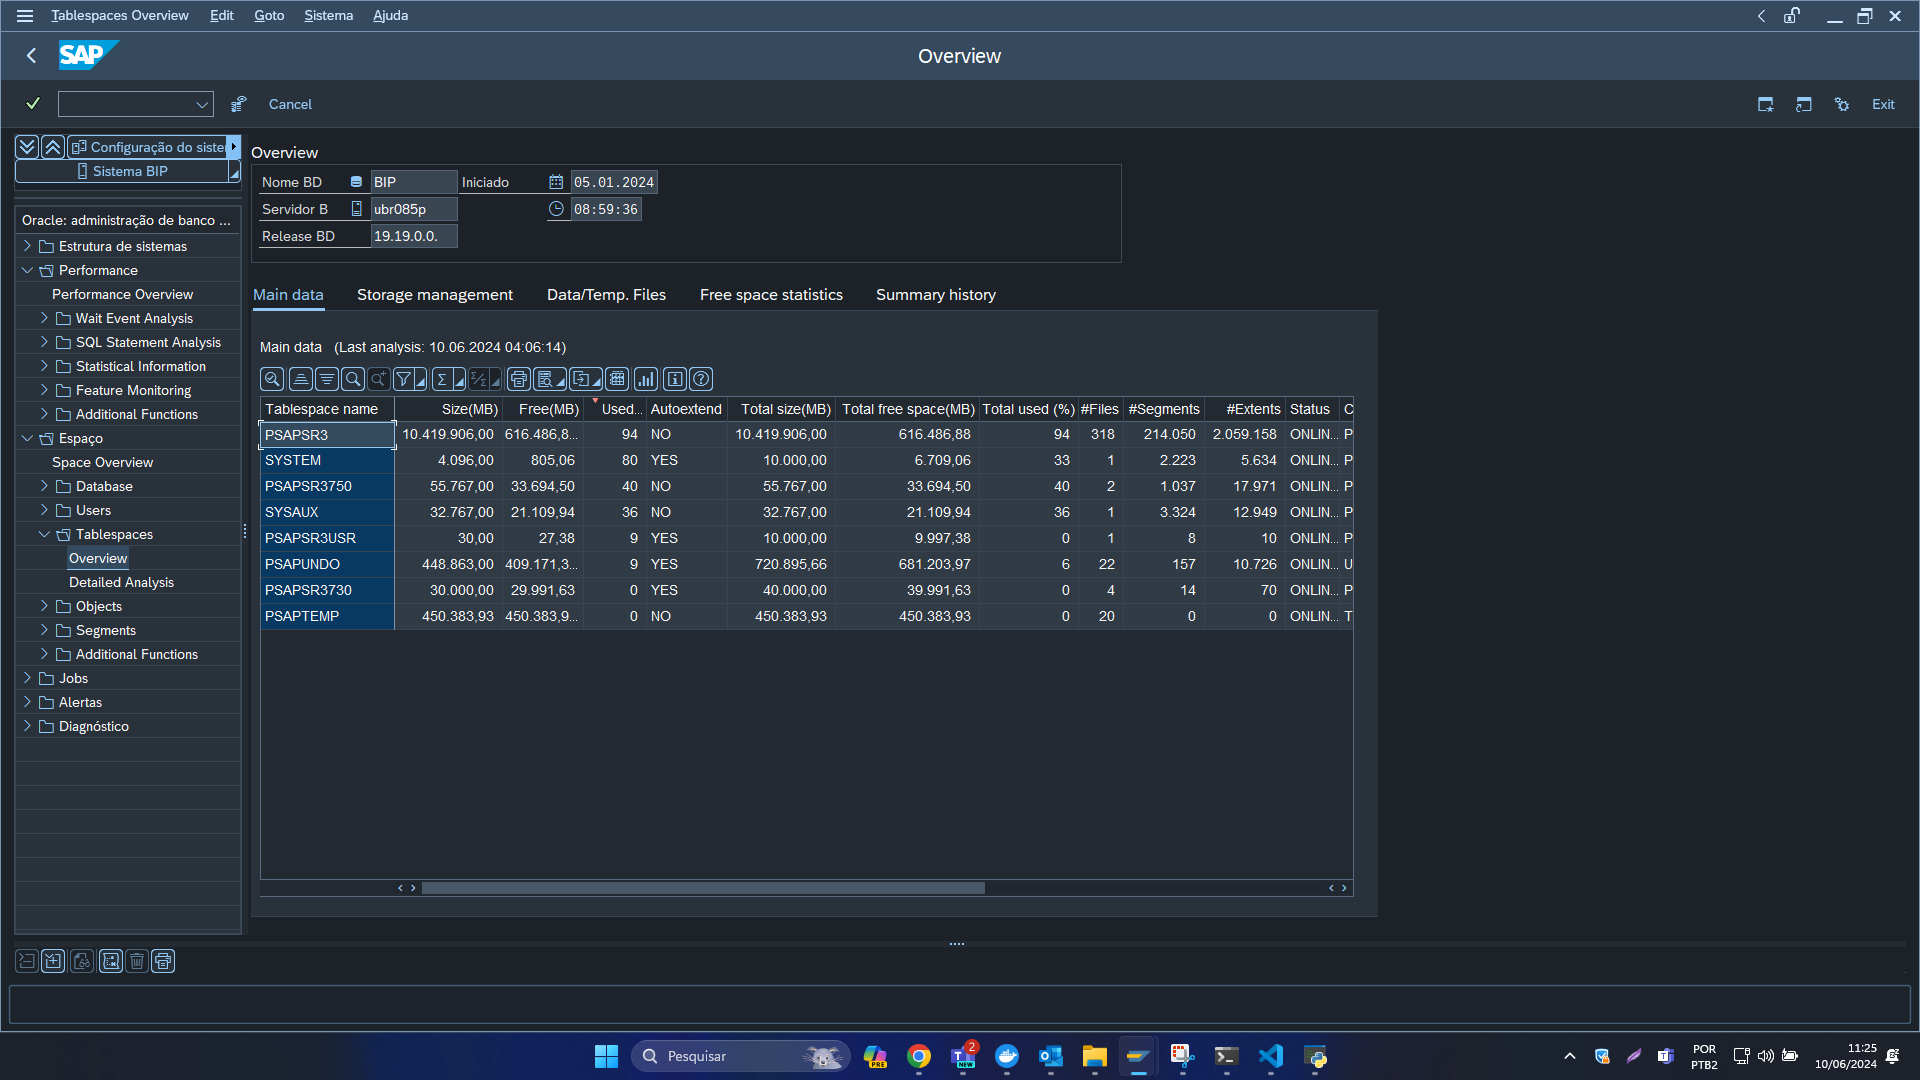 Tablespaces Overview Edit Goto Sistema Ajuda
SAP Overview
Cancel Exit
Configuração do siste
Sistema BIP
Oracle: administração de banco ...
Estrutura de sistemas
Performance
Performance Overview
Wait Event Analysis
SQL Statement Analysis
Statistical Information
Feature Monitoring
Additional Functions
Espaço
Space Overview
Database
Users
Tablespaces
Overview
Detailed Analysis
Objects
Segments
Additional Functions
Jobs
Alertas
Diagnóstico
Overview
Nome BD BIP Iniciado 05.01.2024
Servidor B ubr085p 08:59:36
Release BD 19.19.0.0.
Main data Storage management Data/Temp. Files Free space statistics Summary history
Main data (Last analysis: 10.06.2024 04:06:14)
Tablespace name Size(MB) Free(MB) Used... Autoextend Total size(MB) Total free space(MB) Total used (%) #Files #Segments #Extents Status C
PSAPSR3 10.419.906,00 616.486,8... 94 NO 10.419.906,00 616.486,88 94 318 214.050 2.059.158 ONLIN... P
SYSTEM 4.096,00 805,06 80 YES 10.000,00 6.709,06 33 1 2.223 5.634 ONLIN... P
PSAPSR3750 55.767,00 33.694,50 40 NO 55.767,00 33.694,50 40 2 1.037 17.971 ONLIN... P
SYSAUX 32.767,00 21.109,94 36 NO 32.767,00 21.109,94 36 1 3.324 12.949 ONLIN... P
PSAPSR3USR 30,00 27,38 9 YES 10.000,00 9.997,38 0 1 8 10 ONLIN... P
PSAPUNDO 448.863,00 409.171,3... 9 YES 720.895,66 681.203,97 6 22 157 10.726 ONLIN... U
PSAPSR3730 30.000,00 29.991,63 0 YES 40.000,00 39.991,63 0 4 14 70 ONLIN... P
PSAPTEMP 450.383,93 450.383,9... 0 NO 450.383,93 450.383,93 0 20 0 0 ONLIN... T
Pesquisar PRE 2 NEW POR
PTB2
11:25
10/06/2024